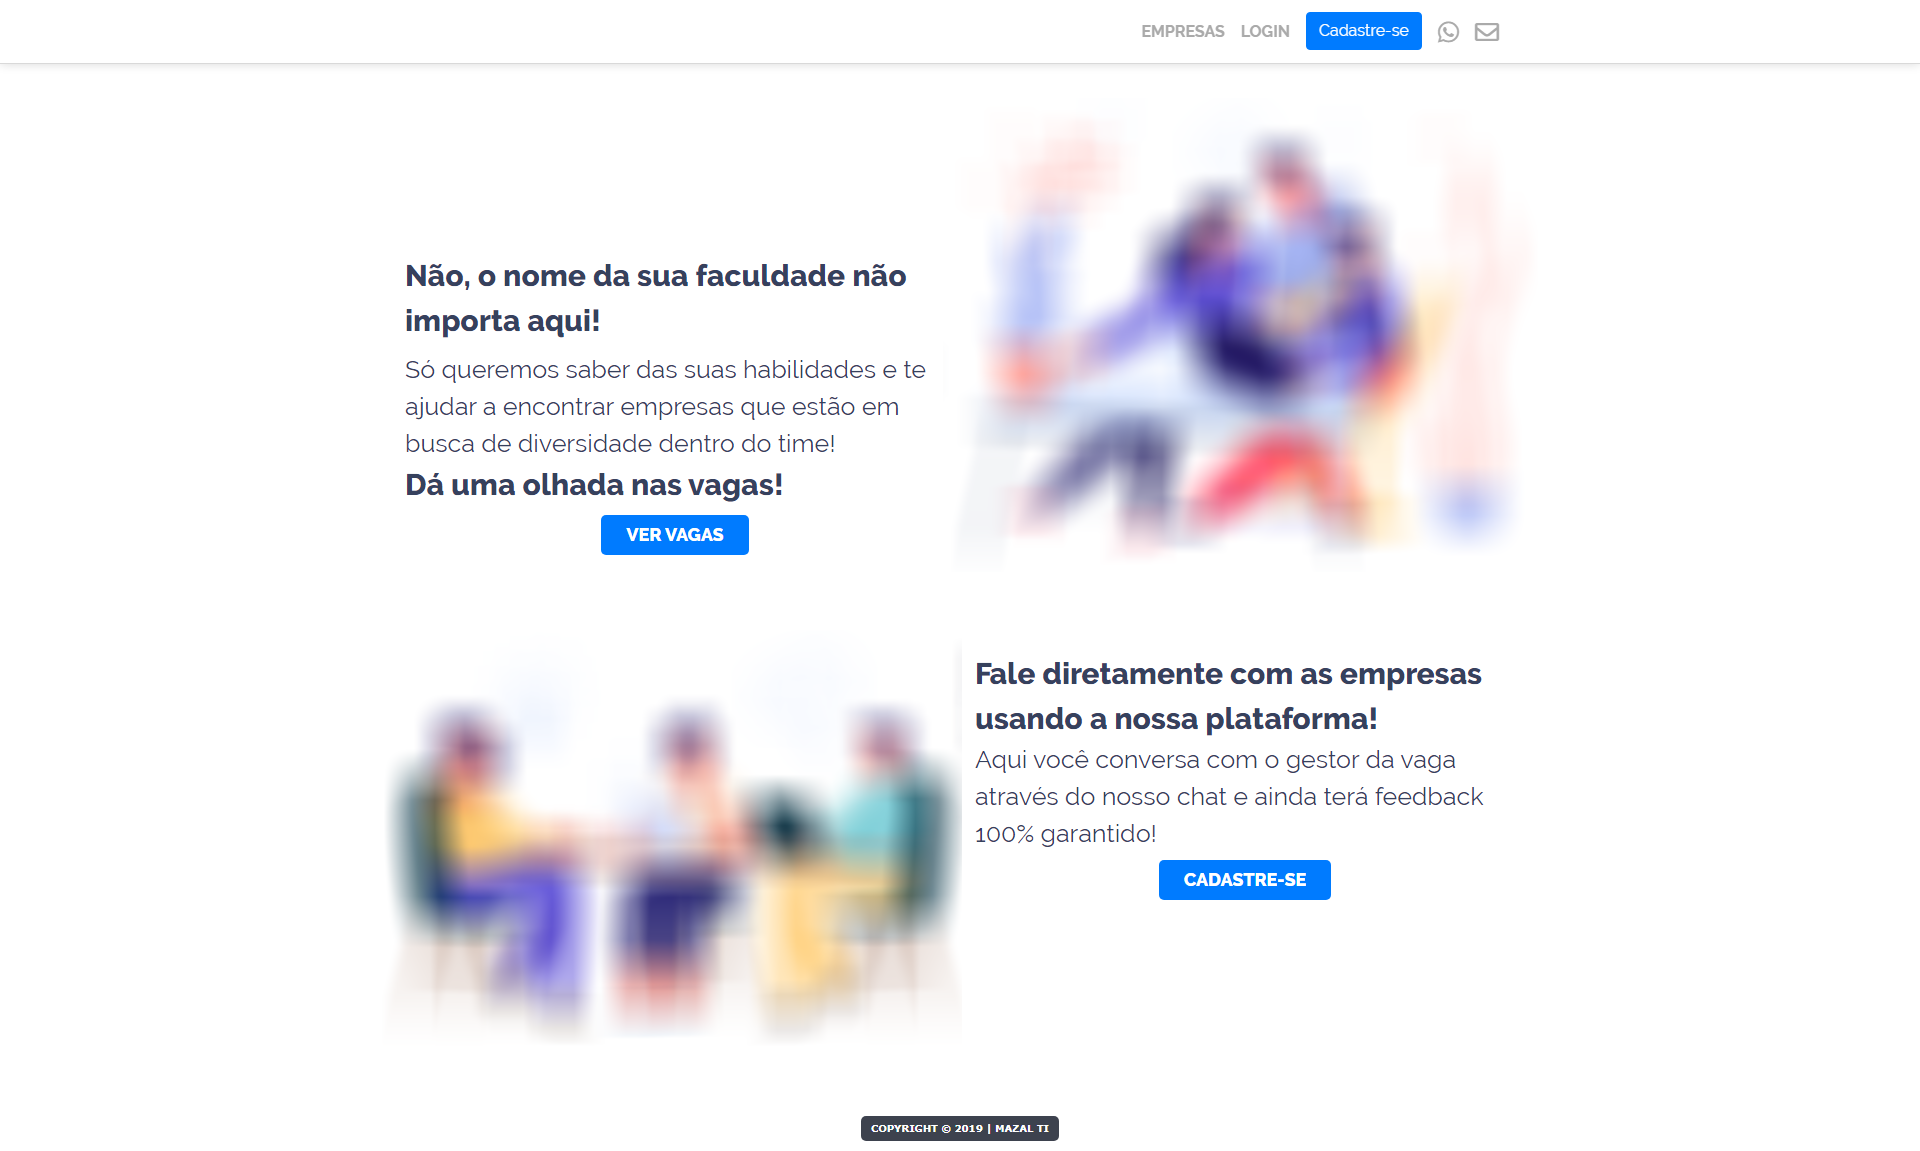 EMPRESAS LOGIN Cadastre-se
Não, o nome da sua faculdade não
importa aqui!
Só queremos saber das suas habilidades e te
ajudar a encontrar empresas que estão em
busca de diversidade dentro do time!
Dá uma olhada nas vagas!
VER VAGAS
Fale diretamente com as empresas
usando a nossa plataforma!
Aqui você conversa com o gestor da vaga
através do nosso chat e ainda terá feedback
100% garantido!
CADASTRE-SE
COPYRIGHT © 2019 | MAZAL TI